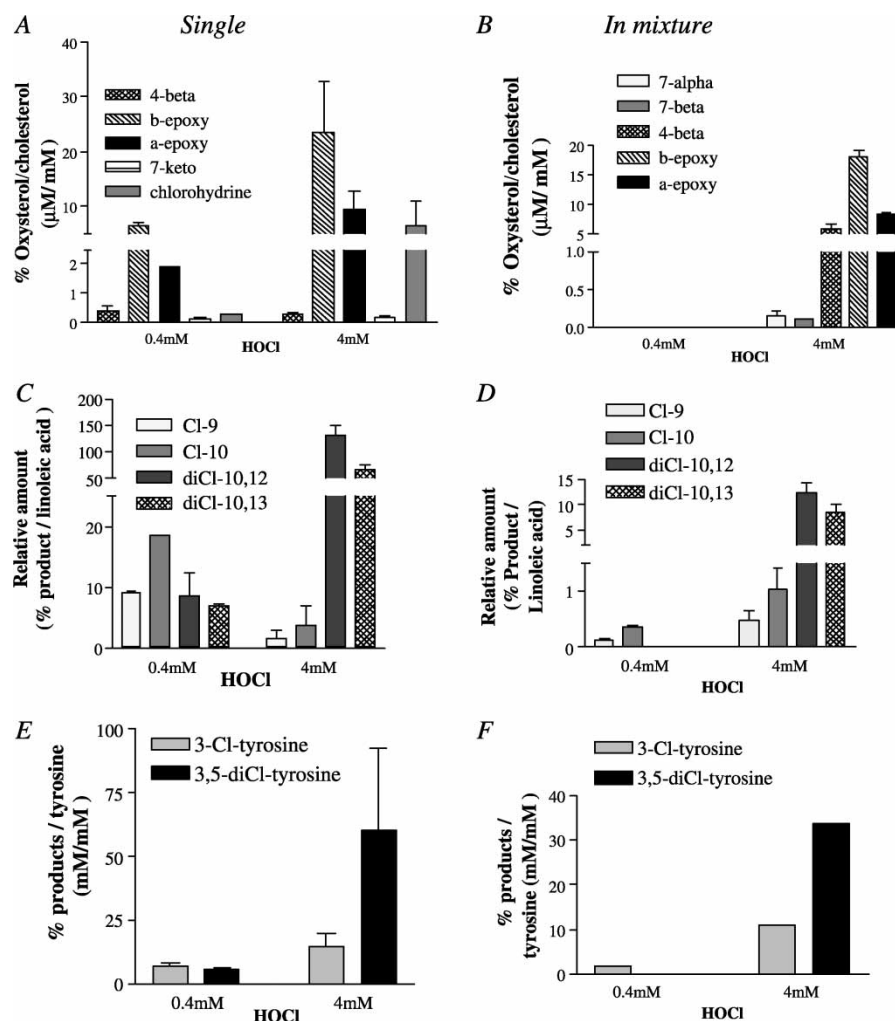 A Single
% Oxysterol/cholesterol
(µM/ mM)
40
30
20
10
2
1
0
4-beta
b-epoxy
a-epoxy
7-keto
chlorohydrine
0.4mM
4mM
HOCl
B In mixture
% Oxysterol/cholesterol
(µM/ mM)
20
15
10
5
1.0
0.5
0.0
7-alpha
7-beta
4-beta
b-epoxy
a-epoxy
0.4mM
4mM
HOCl
C
Relative amount
(% product / linoleic acid )
200
150
100
50
20
10
0
Cl-9
Cl-10
diCl-10,12
diCl-10,13
0.4mM
4mM
HOCl
D
Relative amount
(% Product /
Linoleic acid)
15
10
5
1
0
Cl-9
Cl-10
diCl-10,12
diCl-10,13
0.4mM
4mM
HOCl
E
% products / tyrosine
(mM/mM )
100
75
50
25
0
3-Cl-tyrosine
3,5-diCl-tyrosine
0.4mM
4mM
HOCl
F
% products /
tyrosine (mM/mM)
40
30
20
10
0
3-Cl-tyrosine
3,5-diCl-tyrosine
0.4mM
4mM
HOCl